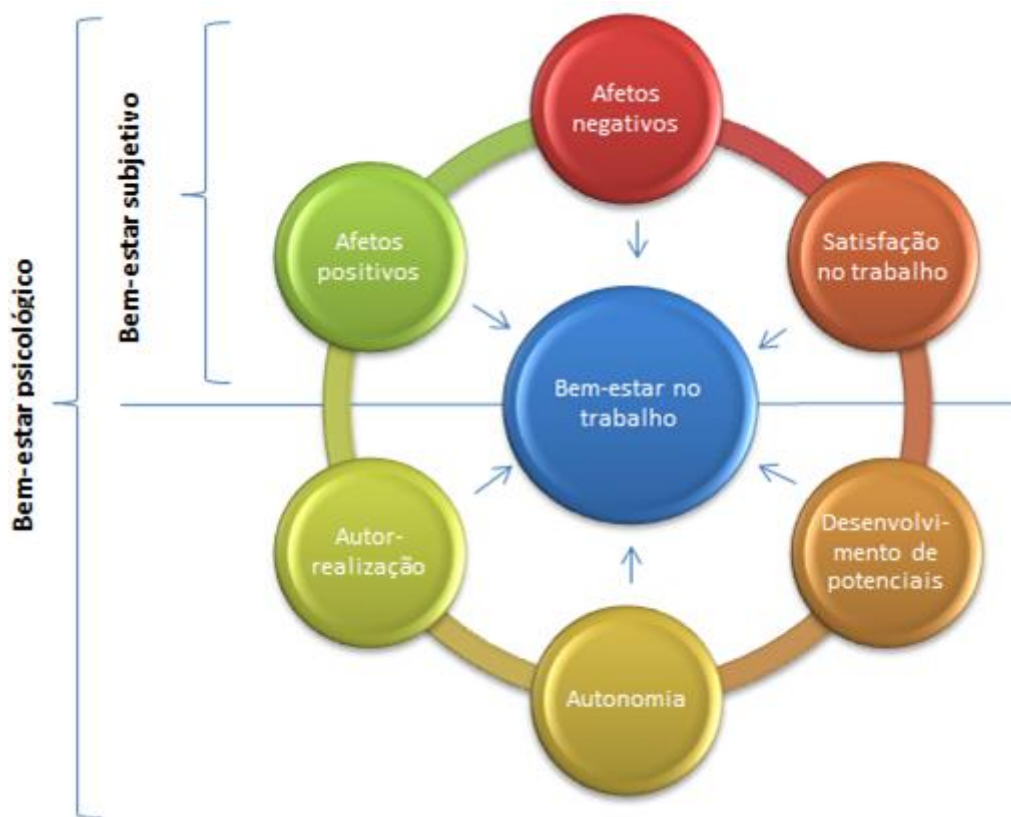 Bem-estar psicológico
Bem-estar subjetivo
Afetos
negativos
Afetos
positivos
Satisfação
no trabalho
Bem-estar no
trabalho
Autor-
realização
Desenvolvi-
mento de
potenciais
Autonomia